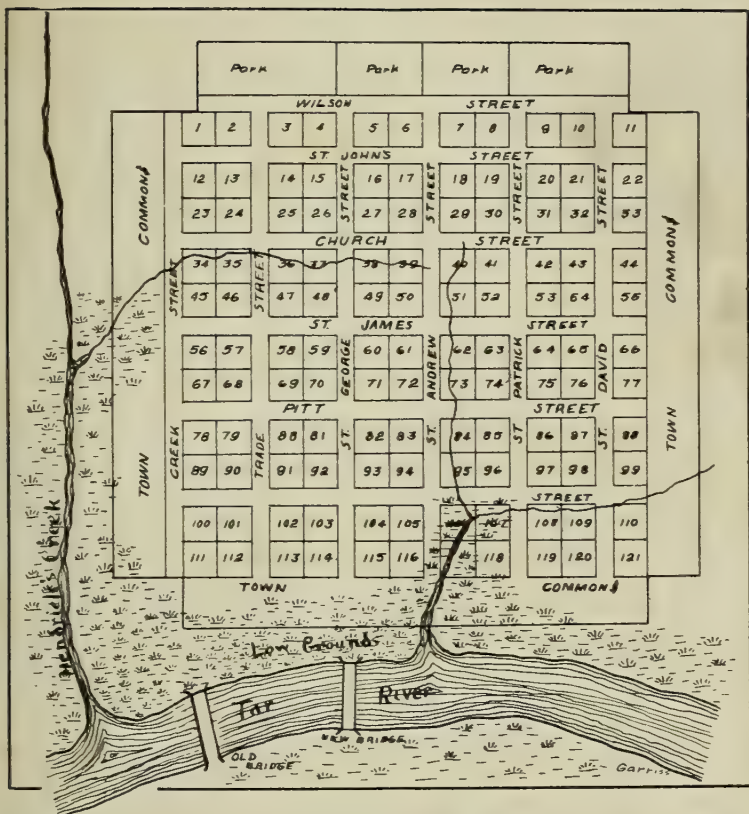 Park Park Park Park
WILSON STREET
1 2 3 4 5 6 7 8 9 10 11
ST. JOHN'S STREET
12 13 14 15 16 17 18 19 20 21 22
23 24 25 26 27 28 29 30 31 32 33
STREET STREET STREET STREET
COMMONS
CHURCH STREET
34 35 36 37 38 39 40 41 42 43 44
45 46 47 48 49 50 51 52 53 54 55
STREET STREET
COMMONS
ST. JAMES STREET
56 57 58 59 60 61 62 63 64 65 66
67 68 69 70 71 72 73 74 75 76 77
GEORGE ANDREW PATRICK DAVID
PITT STREET
78 79 80 81 82 83 84 85 86 87 88
89 90 91 92 93 94 95 96 97 98 99
TOWN CREEK TRADE ST. ST. ST ST. TOWN
STREET
100 101 102 103 104 105 107 108 109 110
111 112 113 114 115 116 118 119 120 121
TOWN COMMONS
Hendrick's Creek
Low Grounds
Tar River
NEW BRIDGE
OLD BRIDGE
Garriss